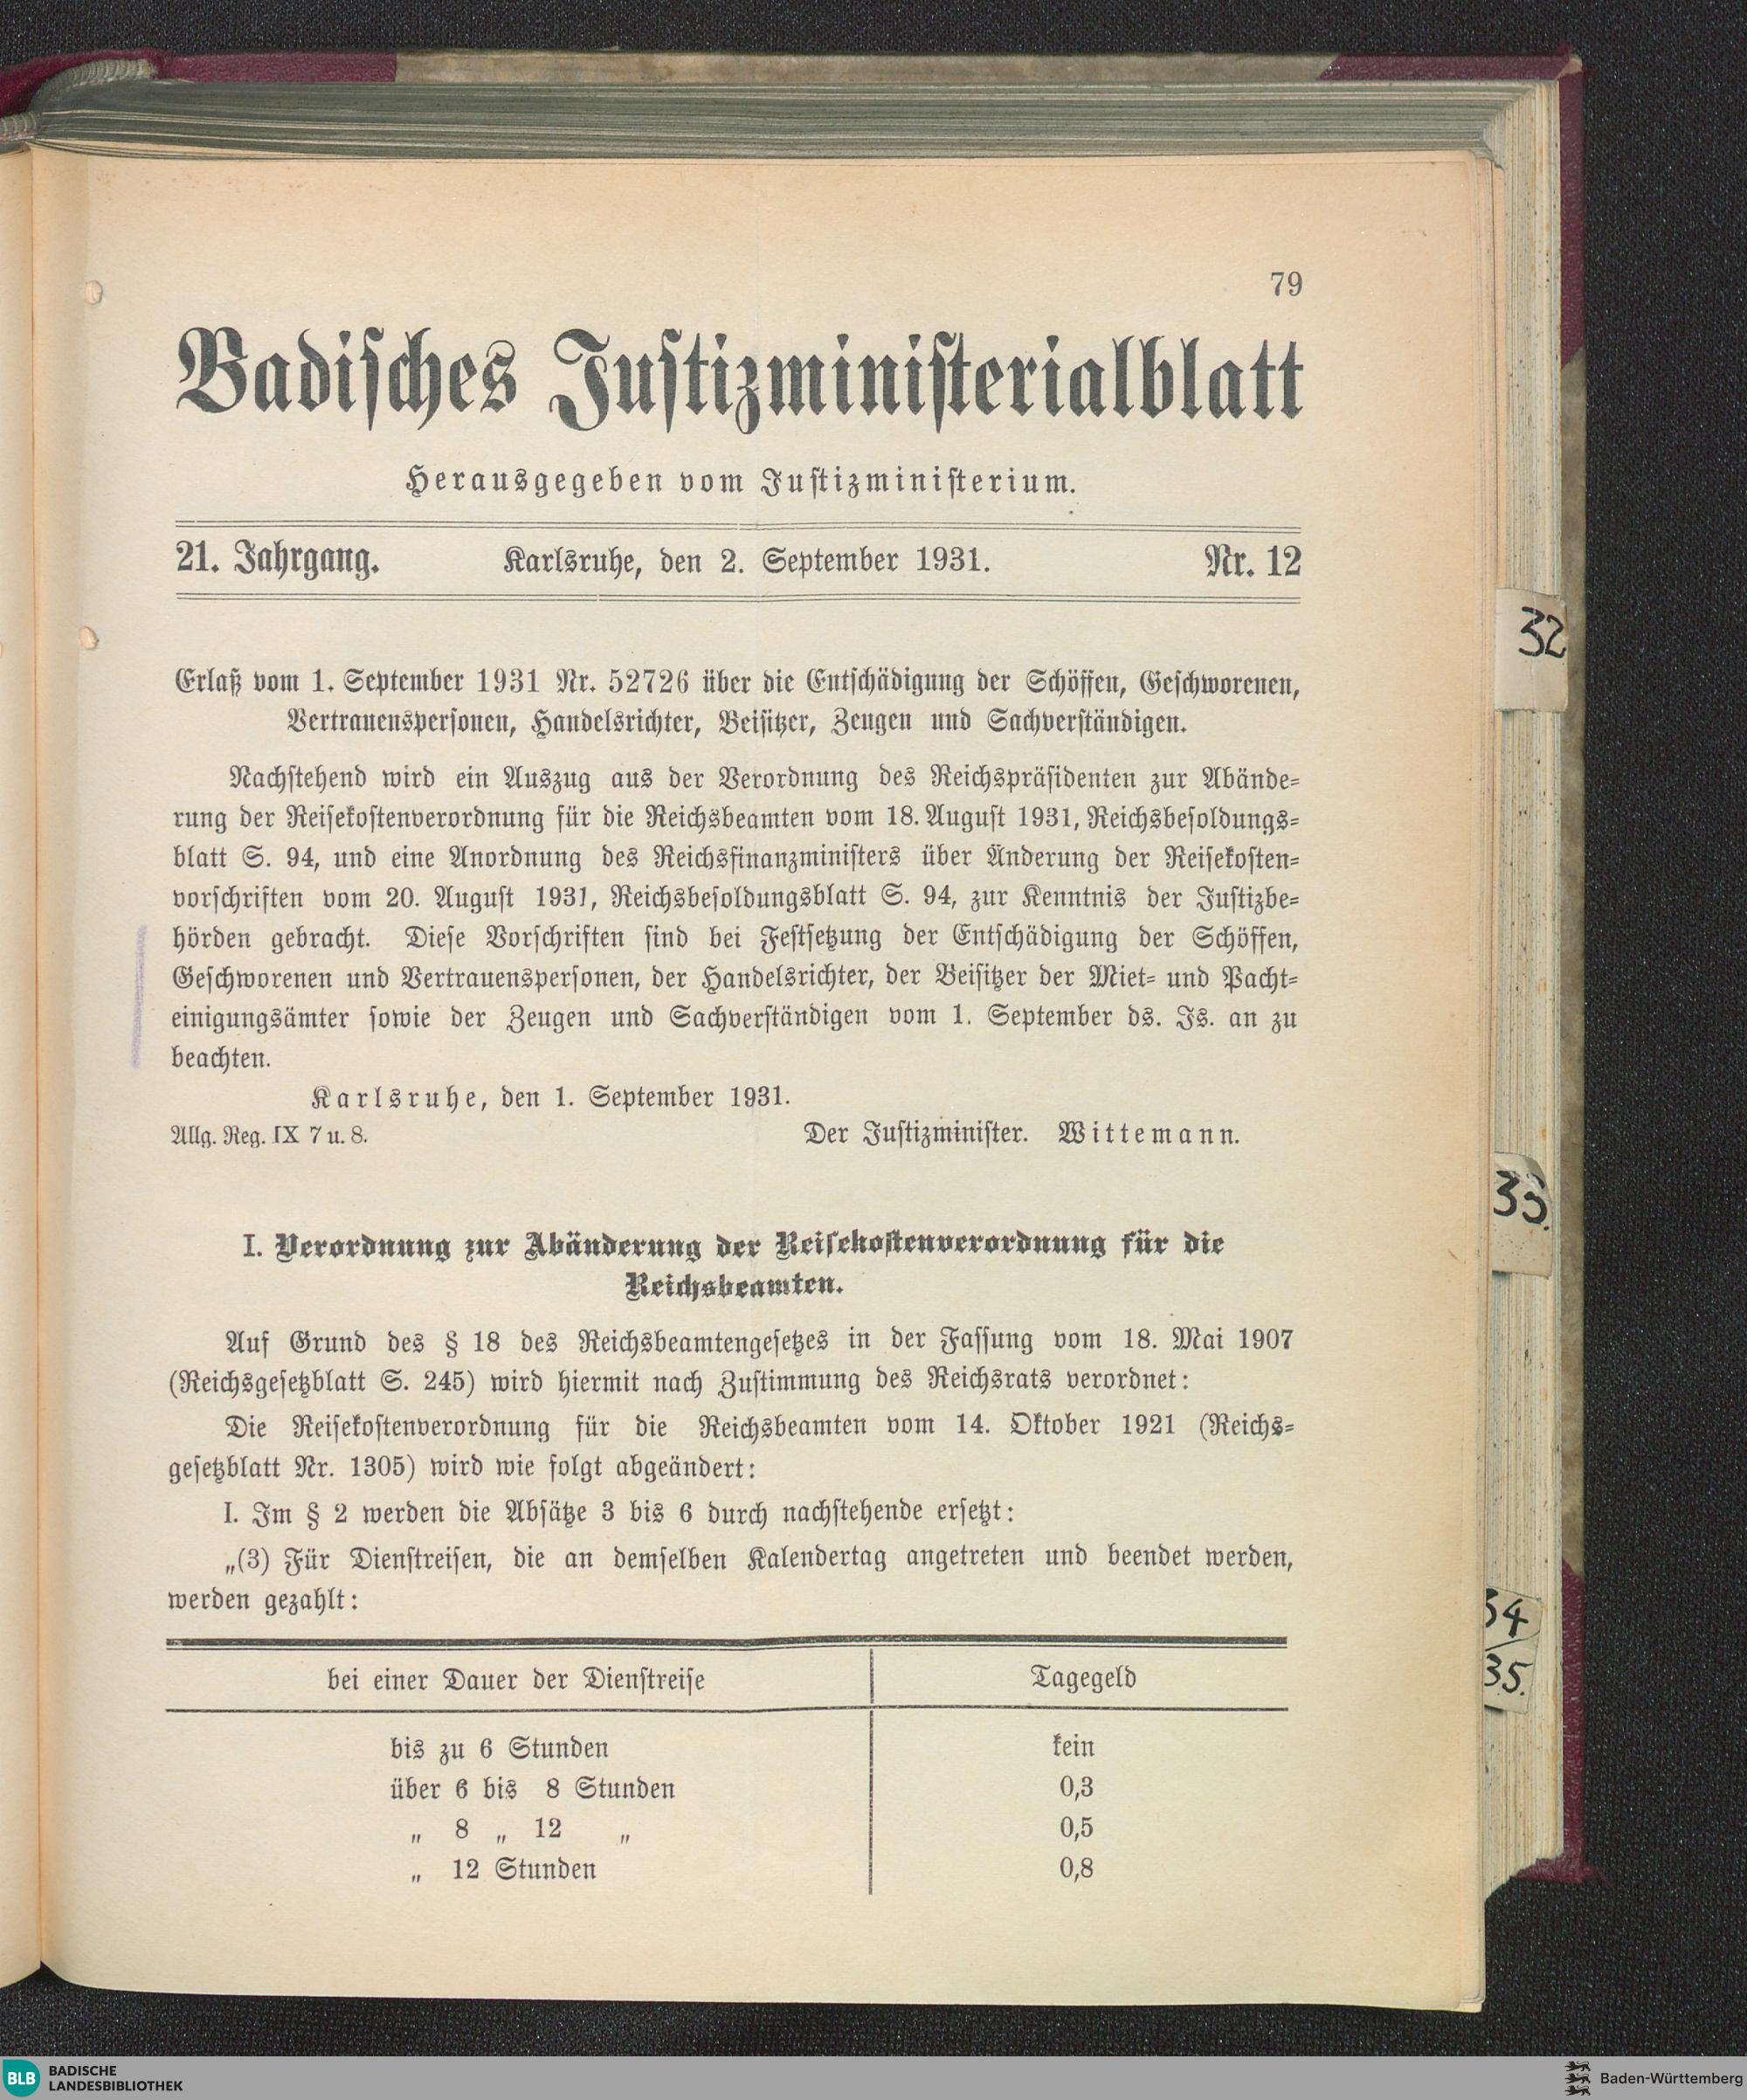 79
Badisches Justizministerialblatt
Herausgegeben vom Justizministerium.
21. Jahrgang. Karlsruhe, den 2. September 1931. Nr. 12
Erlaß vom 1. September 1931 Nr. 52726 über die Entschädigung der Schöffen, Geschworenen,
Vertrauenspersonen, Handelsrichter, Beisitzer, Zeugen und Sachverständigen.
Nachstehend wird ein Auszug aus der Verordnung des Reichspräsidenten zur Abände-
rung der Reisekostenverordnung für die Reichsbeamten vom 18. August 1931, Reichsbesoldungs-
blatt S. 94, und eine Anordnung des Reichsfinanzministers über Änderung der Reisekosten-
vorschriften vom 20. August 1931, Reichsbesoldungsblatt S. 94, zur Kenntnis der Justizbe-
hörden gebracht. Diese Vorschriften sind bei Festsetzung der Entschädigung der Schöffen,
Geschworenen und Vertrauenspersonen, der Handelsrichter, der Beisitzer der Miet- und Pacht-
einigungsämter sowie der Zeugen und Sachverständigen vom 1. September ds. Js. an zu
beachten.
Karlsruhe, den 1. September 1931.
Allg. Reg. IX 7 u. 8. Der Justizminister. Wittemann.
I. Verordnung zur Abänderung der Reisekostenverordnung für die
Reichsbeamten.
Auf Grund des § 18 des Reichsbeamtengesetzes in der Fassung vom 18. Mai 1907
(Reichsgesetzblatt S. 245) wird hiermit nach Zustimmung des Reichsrats verordnet:
Die Reisekostenverordnung für die Reichsbeamten vom 14. Oktober 1921 (Reichs-
gesetzblatt Nr. 1305) wird wie folgt abgeändert:
I. Im § 2 werden die Absätze 3 bis 6 durch nachstehende ersetzt:
„(3) Für Dienstreisen, die an demselben Kalendertag angetreten und beendet werden,
werden gezahlt:
bei einer Dauer der Dienstreise Tagegeld
bis zu 6 Stunden kein
über 6 bis 8 Stunden 0,3
„ 8 „ 12 „ 0,5
„ 12 Stunden 0,8
32
33.
34
35.
BLB BADISCHE
LANDESBIBLIOTHEK
Baden-Württemberg